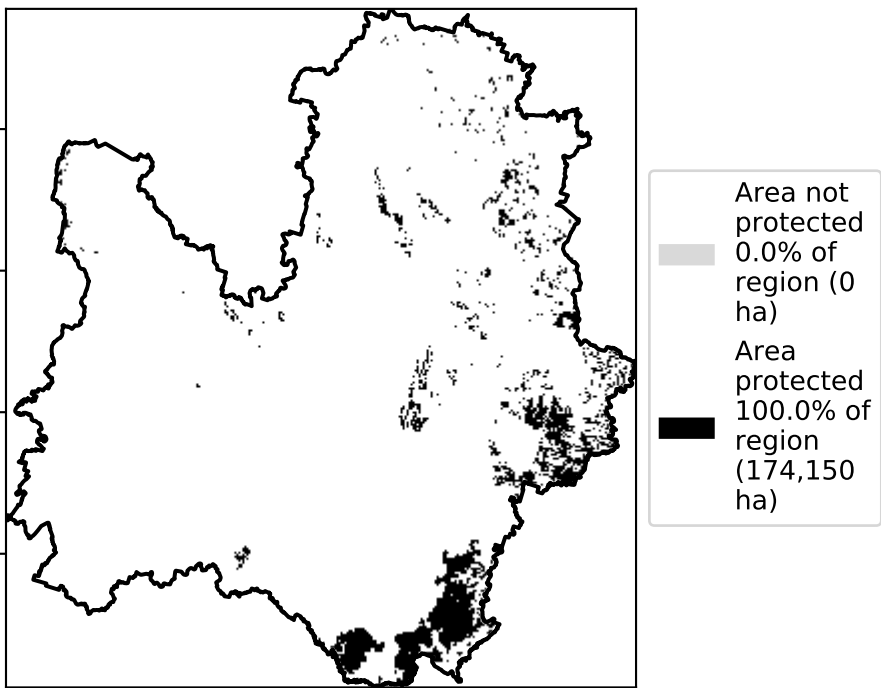 Area not
protected
0.0% of
region (0
ha)
Area
protected
100.0% of
region
(174,150
ha)